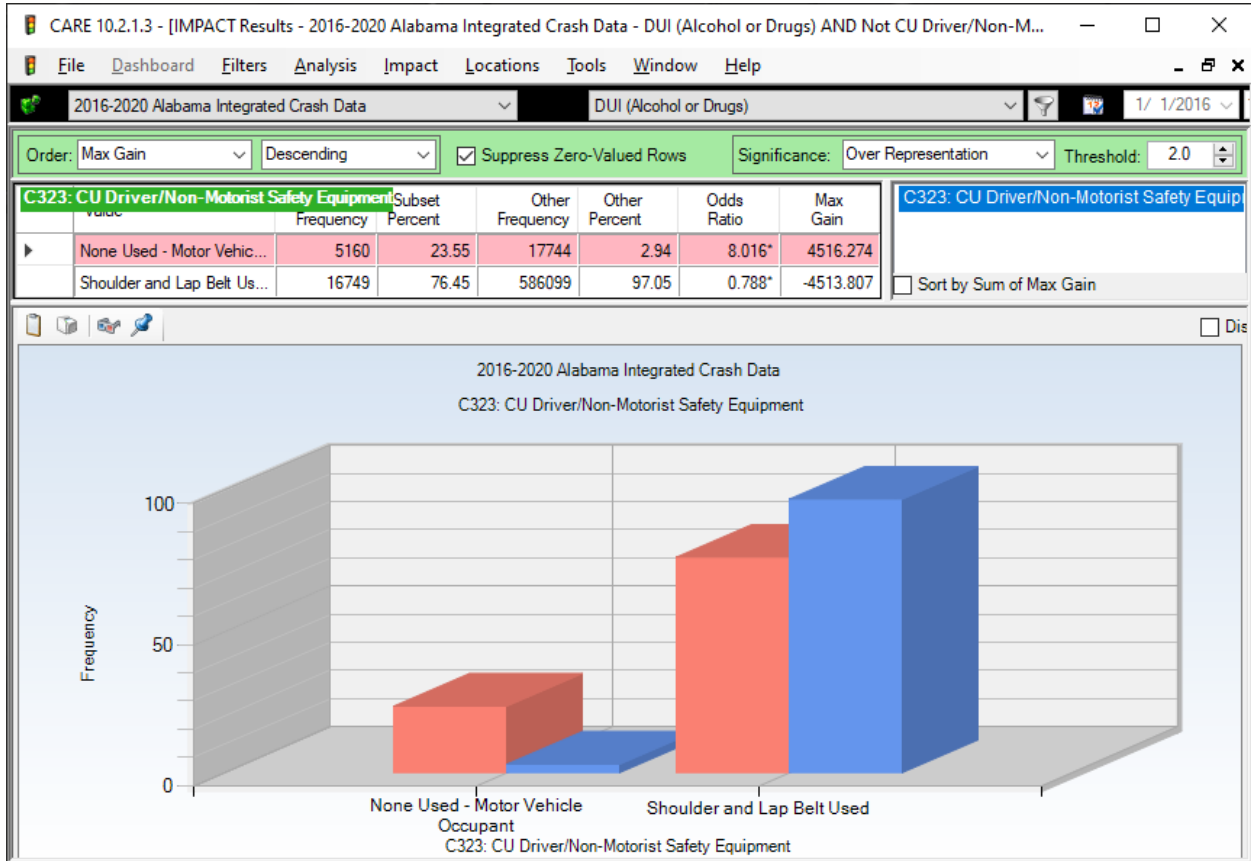 CARE 10.2.1.3 - [IMPACT Results - 2016-2020 Alabama Integrated Crash Data - DUI (Alcohol or Drugs) AND Not CU Driver/Non-M...
File Dashboard Filters Analysis Impact Locations Tools Window Help
2016-2020 Alabama Integrated Crash Data DUI (Alcohol or Drugs) 1/ 1/2016
Order: Max Gain Descending Suppress Zero-Valued Rows Significance: Over Representation Threshold: 2.0
C323: CU Driver/Non-Motorist Safety Equipment Subset Other Other Odds Max C323: CU Driver/Non-Motorist Safety Equip
Value Frequency Percent Frequency Percent Ratio Gain
None Used - Motor Vehic... 5160 23.55 17744 2.94 8.016* 4516.274
Shoulder and Lap Belt Us... 16749 76.45 586099 97.05 0.788* -4513.807 Sort by Sum of Max Gain
Dis
2016-2020 Alabama Integrated Crash Data
C323: CU Driver/Non-Motorist Safety Equipment
100
50
0
Frequency
None Used - Motor Vehicle Shoulder and Lap Belt Used
Occupant
C323: CU Driver/Non-Motorist Safety Equipment